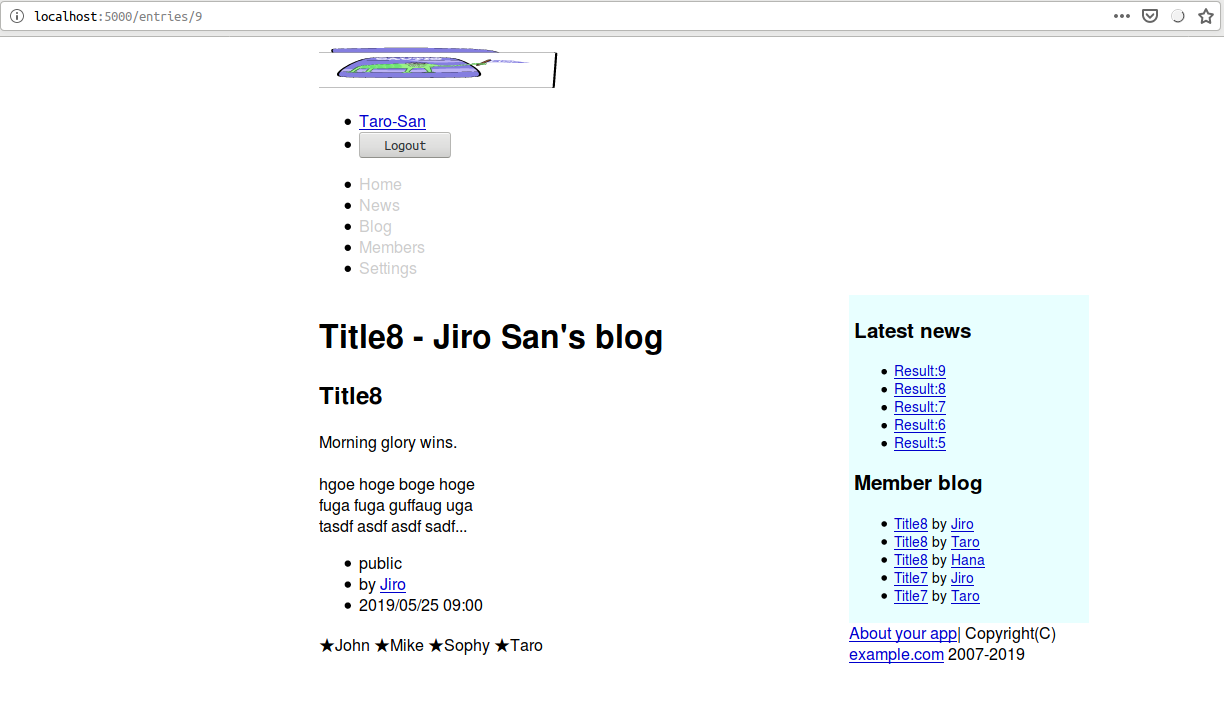 localhost:5000/entries/9
Taro-San
Logout
Home
News
Blog
Members
Settings
Title8 - Jiro San's blog
Title8
Morning glory wins.
hgoe hoge boge hoge
fuga fuga guffaug uga
tasdf asdf asdf sadf...
public
by Jiro
2019/05/25 09:00
★John ★Mike ★Sophy ★Taro
Latest news
Result:9
Result:8
Result:7
Result:6
Result:5
Member blog
Title8 by Jiro
Title8 by Taro
Title8 by Hana
Title7 by Jiro
Title7 by Taro
About your app| Copyright(C)
example.com 2007-2019